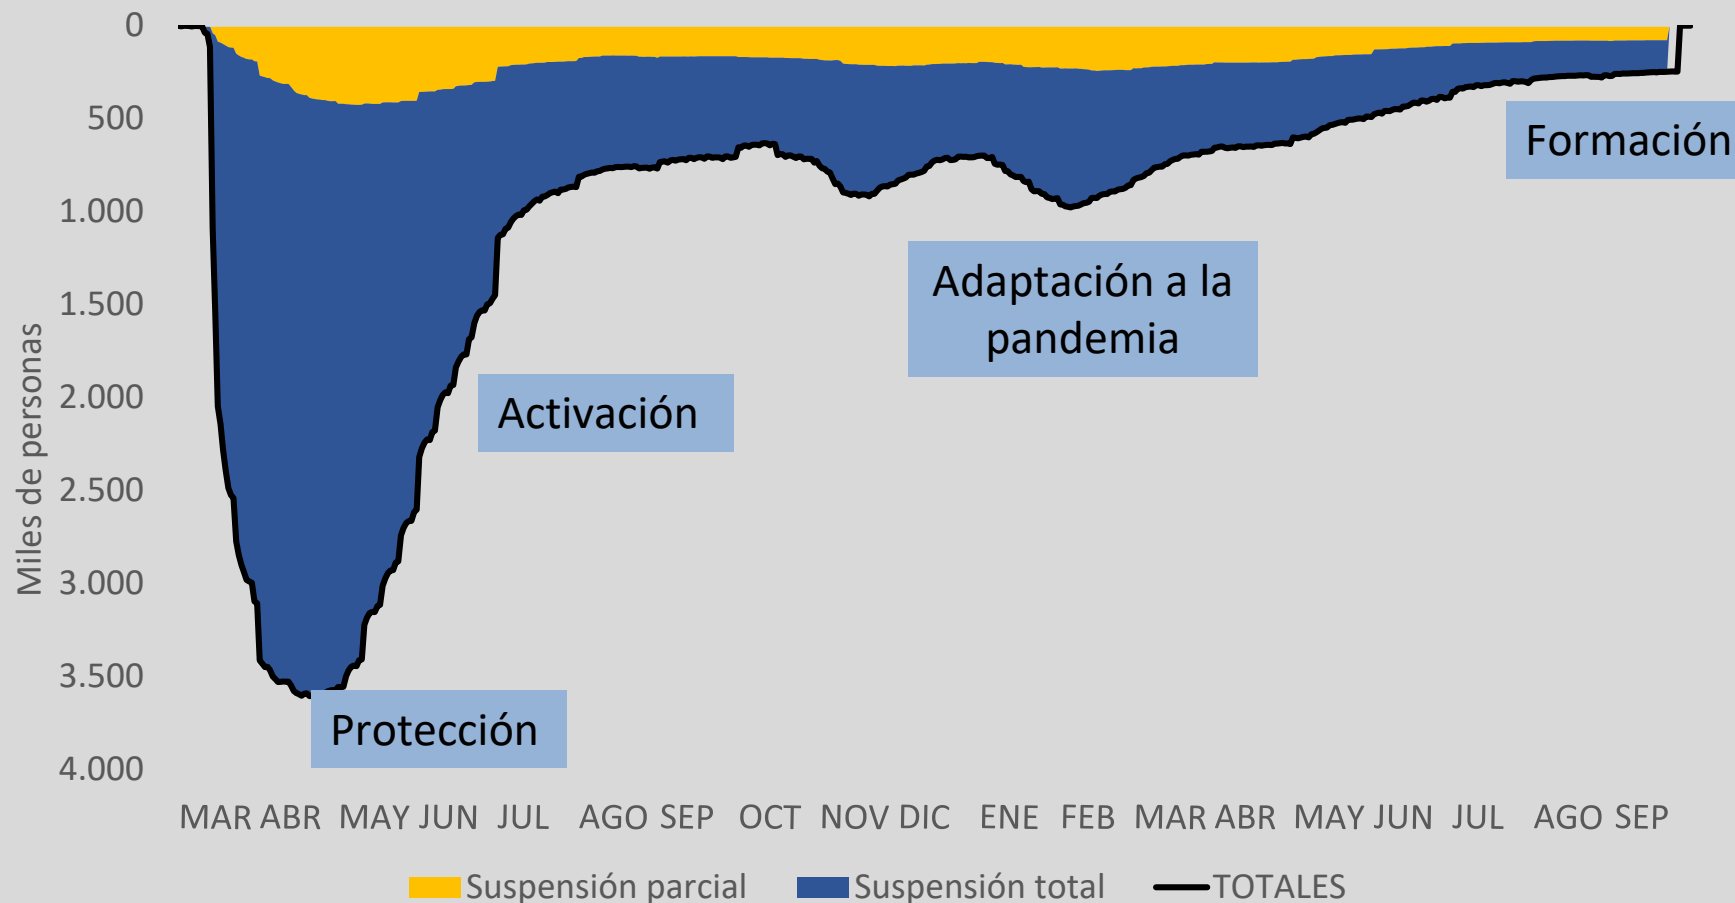 0
500
1.000
1.500
2.000
2.500
3.000
3.500
4.000
Miles de personas
Formación
Adaptación a la
pandemia
Activación
Protección
MAR ABR MAY JUN JUL AGO SEP OCT NOV DIC ENE FEB MAR ABR MAY JUN JUL AGO SEP
Suspensión parcial Suspensión total TOTALES